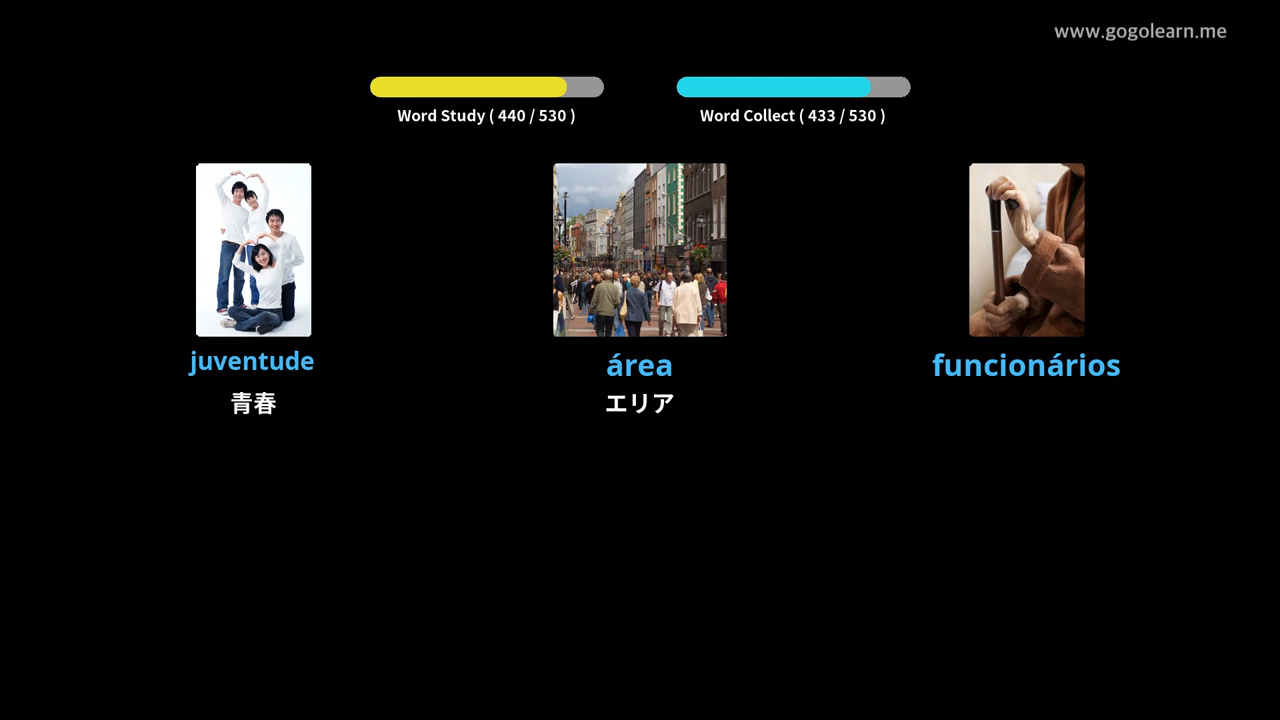 www.gogolearn.me
Word Study ( 440 / 530 )
Word Collect ( 433 / 530 )
juventude
área
funcionários
青春
エリア